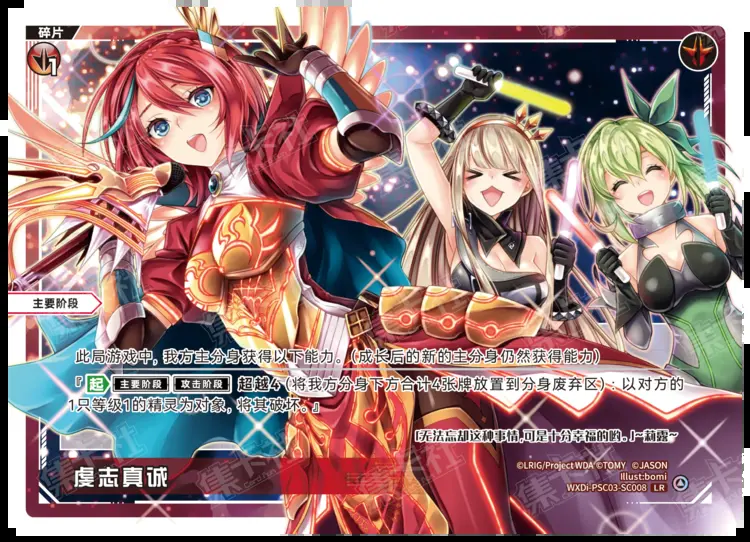 碎片
1
主要阶段
此局游戏中，我方主分身获得以下能力。（成长后的新的主分身仍然获得能力）
『 起 主要阶段 攻击阶段 超越4（将我方分身下方合计4张牌放置到分身废弃区）：以对方的
1只等级1的精灵为对象，将其破坏。』
「无法忘却这种事情，可是十分幸福的哟。」~莉露~
虔志真诚
©LRIG/Project WDA ©TOMY ©JASON
Illust:bomi
WXDi-PSC03-SC008 LR